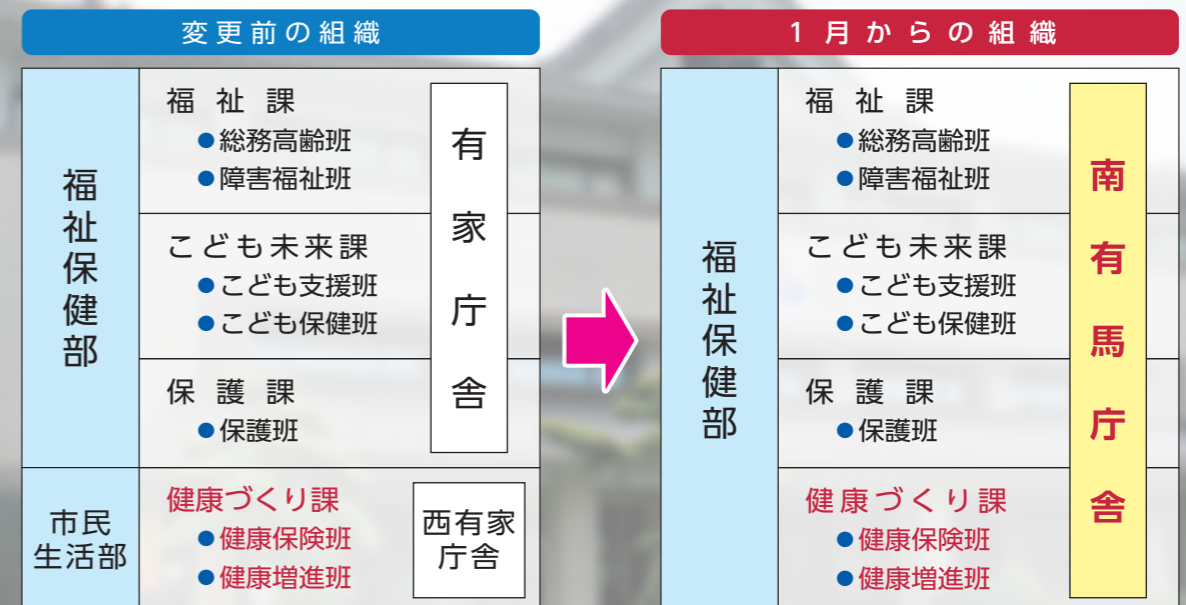 変更前の組織
福祉保健部
福祉課
●総務高齢班
●障害福祉班
こども未来課
●こども支援班
●こども保健班
保護課
●保護班
有家庁舎
市民
生活部
健康づくり課
●健康保険班
●健康増進班
西有家
庁舎
1月からの組織
福祉保健部
福祉課
●総務高齢班
●障害福祉班
こども未来課
●こども支援班
●こども保健班
保護課
●保護班
健康づくり課
●健康保険班
●健康増進班
南有馬庁舎